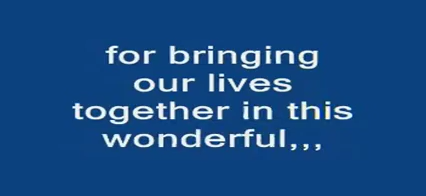 for bringing
our lives
together in this
wonderful,,,